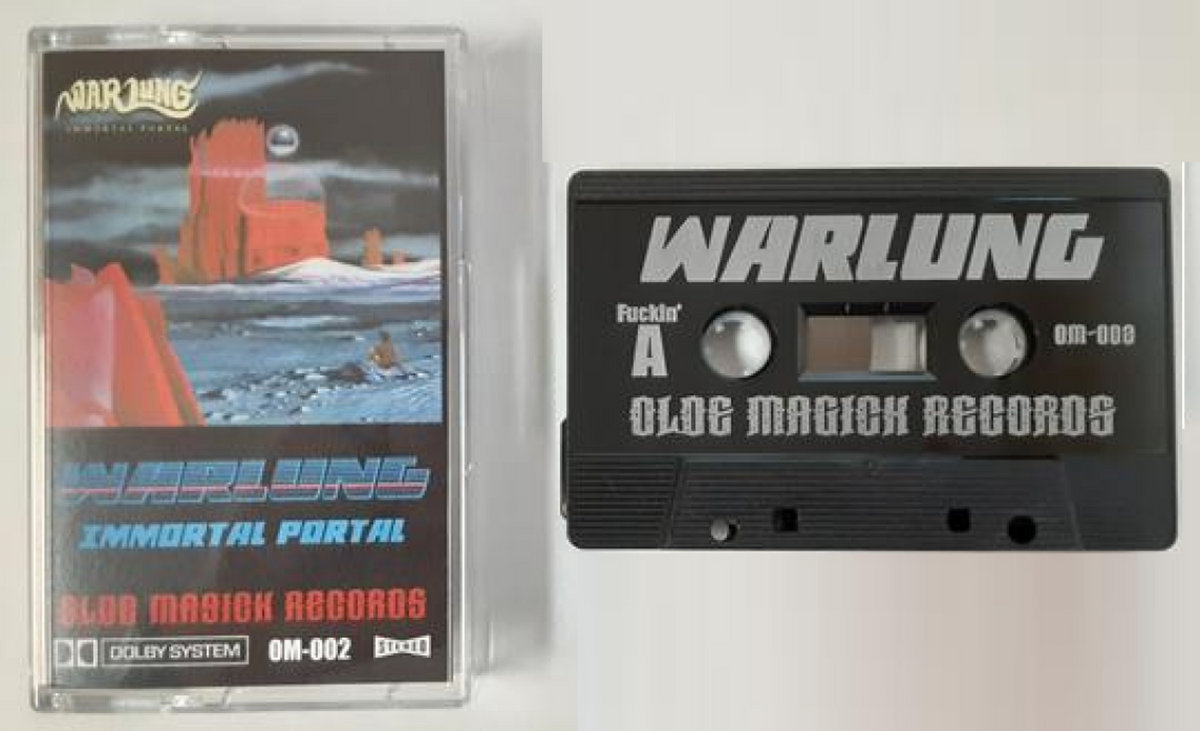 WARLUNG
IMMORTAL PORTAL
WARLUNG
IMMORTAL PORTAL
OLDE MAGICK RECORDS
DOLBY SYSTEM
OM-002
STEREO
WARLUNG
Fuckin'
A
OM-002
OLDE MAGICK RECORDS